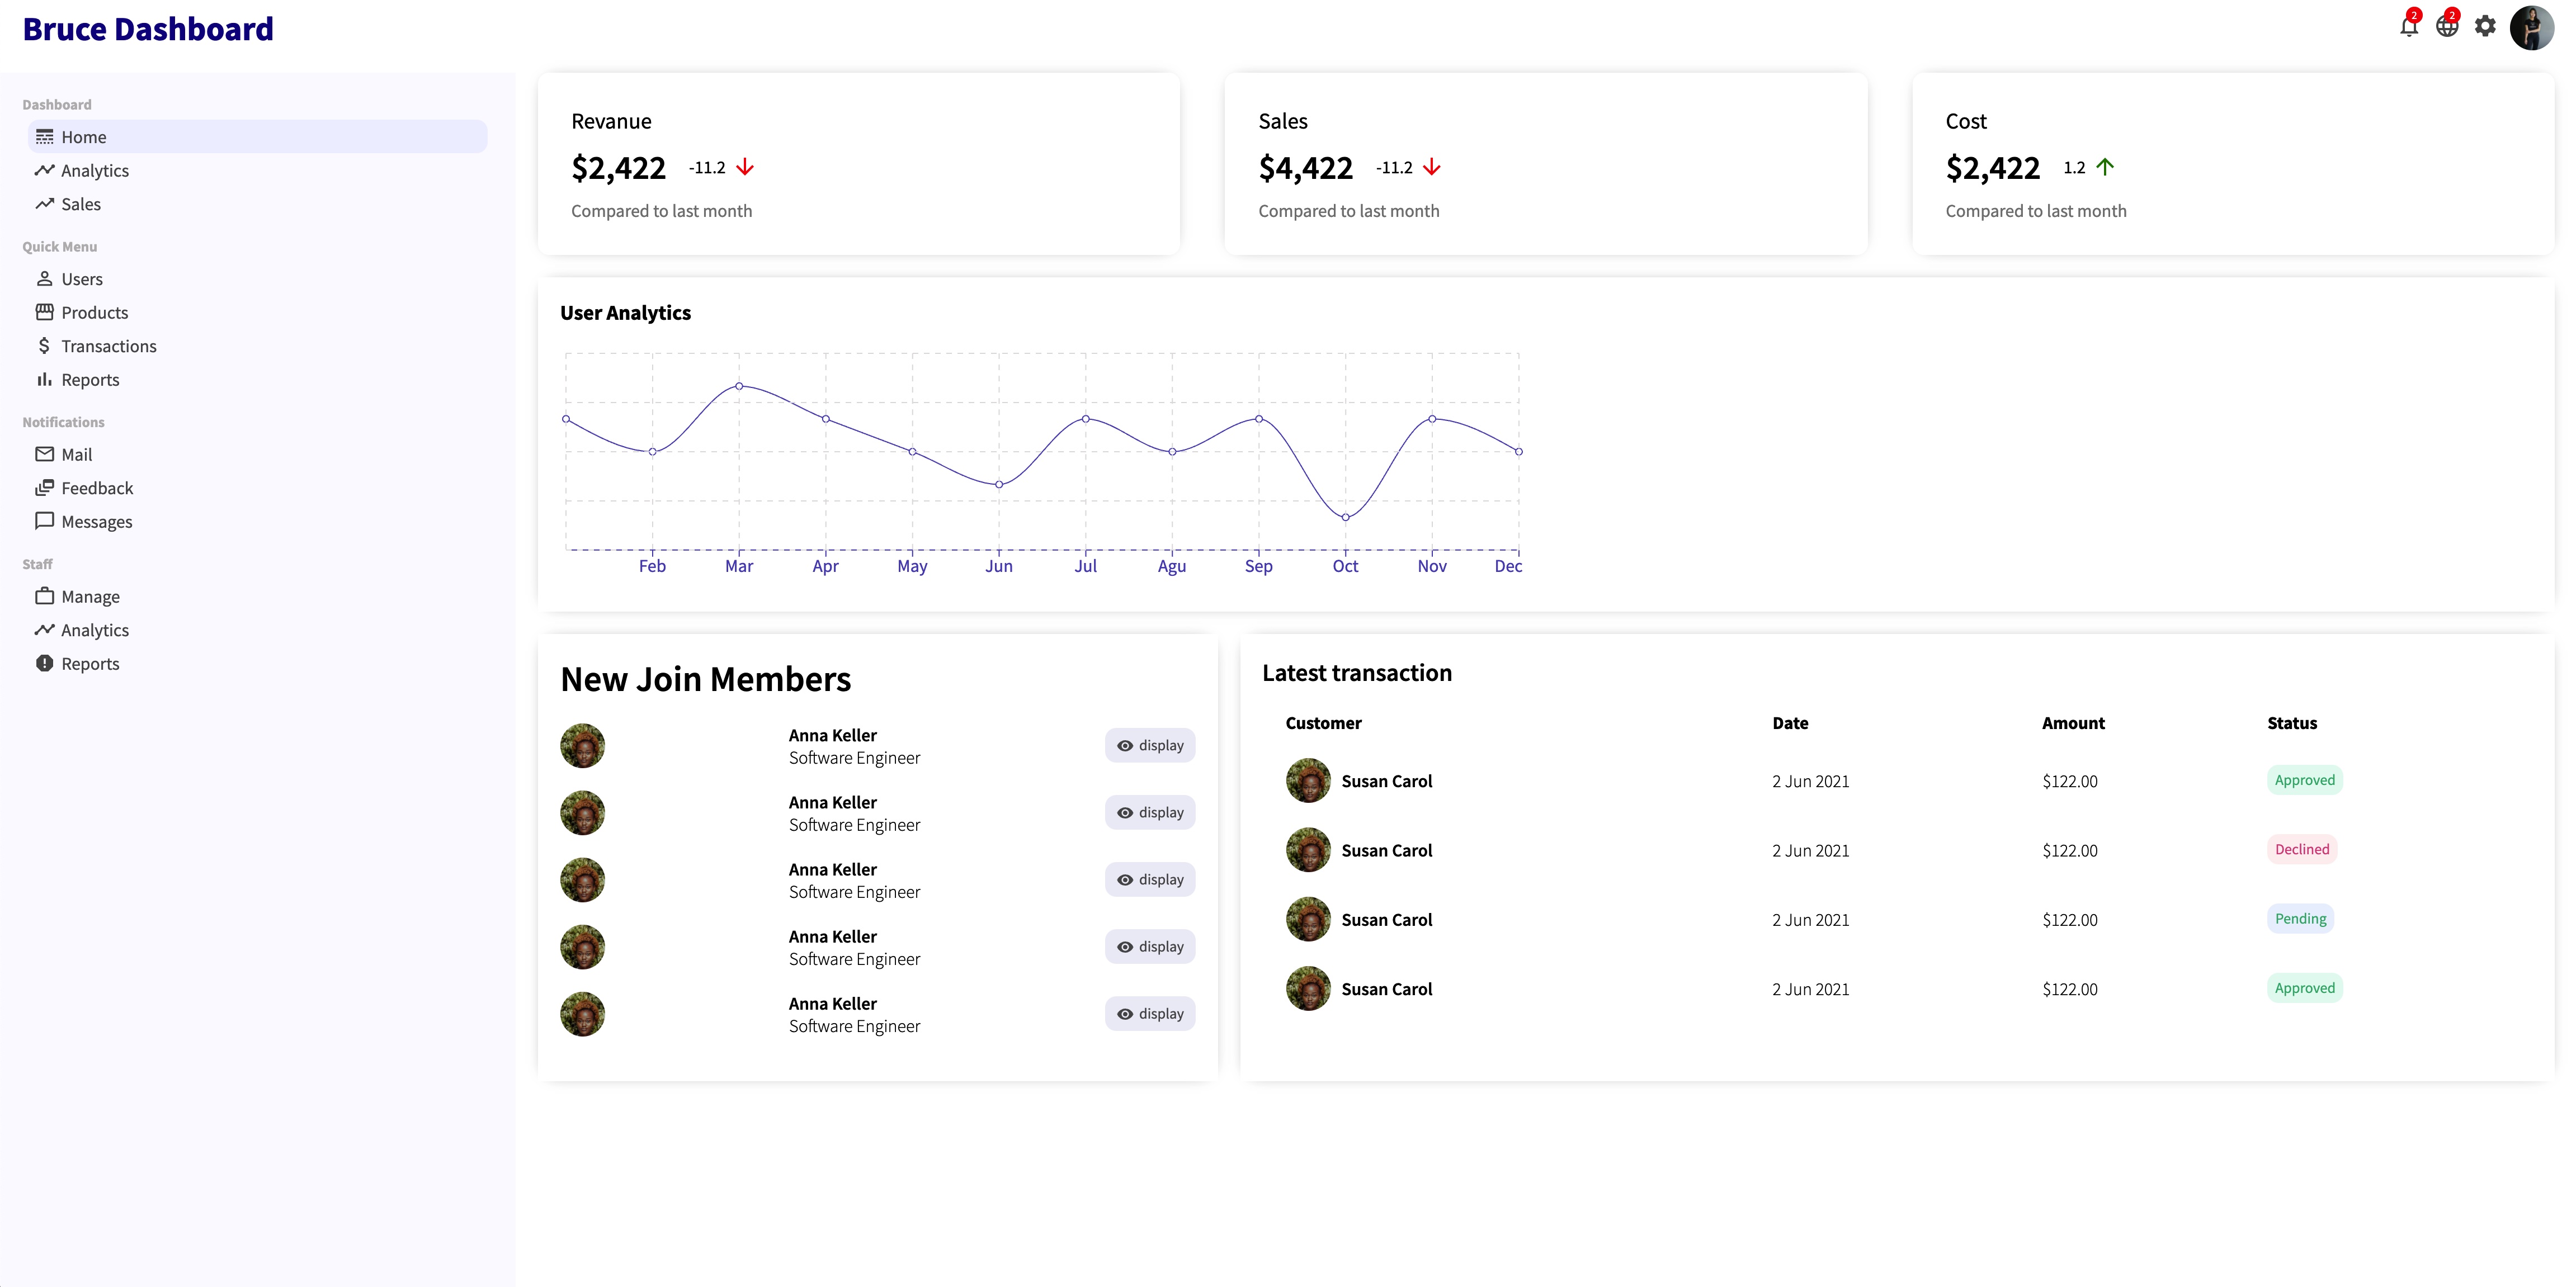 Bruce Dashboard
2
2
Dashboard
Home
Analytics
Sales
Quick Menu
Users
Products
Transactions
Reports
Notifications
Mail
Feedback
Messages
Staff
Manage
Analytics
Reports
Revanue
$2,422 -11.2
Compared to last month
Sales
$4,422 -11.2
Compared to last month
Cost
$2,422 1.2
Compared to last month
User Analytics
Feb Mar Apr May Jun Jul Agu Sep Oct Nov Dec
New Join Members
Anna Keller
Software Engineer
display
Anna Keller
Software Engineer
display
Anna Keller
Software Engineer
display
Anna Keller
Software Engineer
display
Anna Keller
Software Engineer
display
Latest transaction
Customer Date Amount Status
Susan Carol 2 Jun 2021 $122.00 Approved
Susan Carol 2 Jun 2021 $122.00 Declined
Susan Carol 2 Jun 2021 $122.00 Pending
Susan Carol 2 Jun 2021 $122.00 Approved